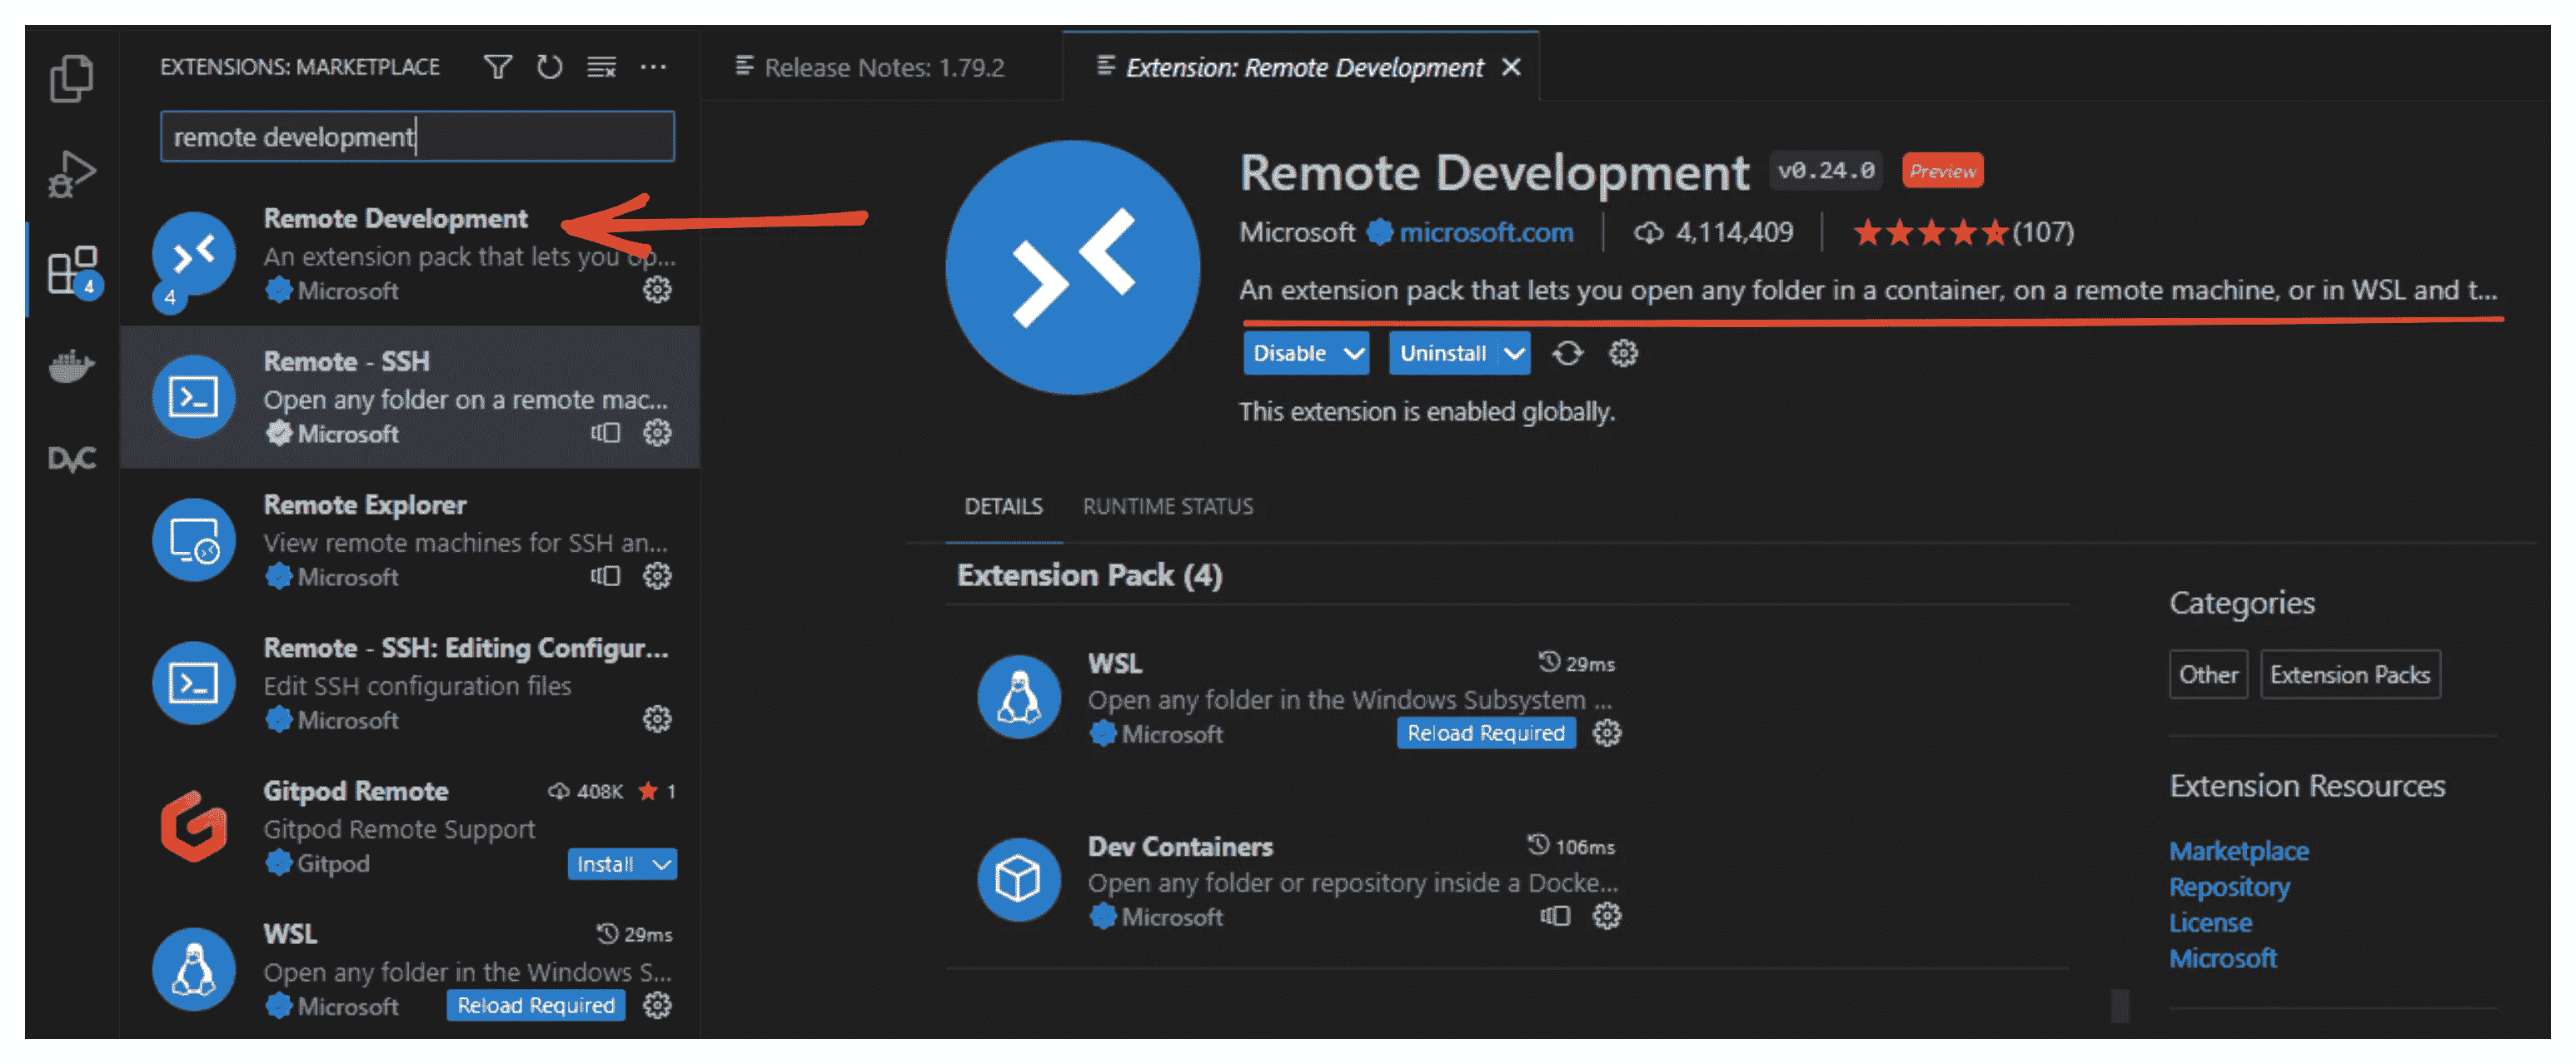 EXTENSIONS: MARKETPLACE
remote development
Remote Development
An extension pack that lets you op...
4
Microsoft
Remote - SSH
Open any folder on a remote mac...
Microsoft
Remote Explorer
View remote machines for SSH an...
Microsoft
Remote - SSH: Editing Configur...
Edit SSH configuration files
Microsoft
Gitpod Remote 408K 1
Gitpod Remote Support
Gitpod Install
WSL 29ms
Open any folder in the Windows S...
Microsoft Reload Required
4
DVC
Release Notes: 1.79.2
Extension: Remote Development
Remote Development v0.24.0 Preview
Microsoft microsoft.com 4,114,409 (107)
An extension pack that lets you open any folder in a container, on a remote machine, or in WSL and t...
Disable Uninstall
This extension is enabled globally.
DETAILS RUNTIME STATUS
Extension Pack (4)
WSL 29ms
Open any folder in the Windows Subsystem ...
Microsoft Reload Required
Dev Containers 106ms
Open any folder or repository inside a Docke...
Microsoft
Categories
Other Extension Packs
Extension Resources
Marketplace
Repository
License
Microsoft